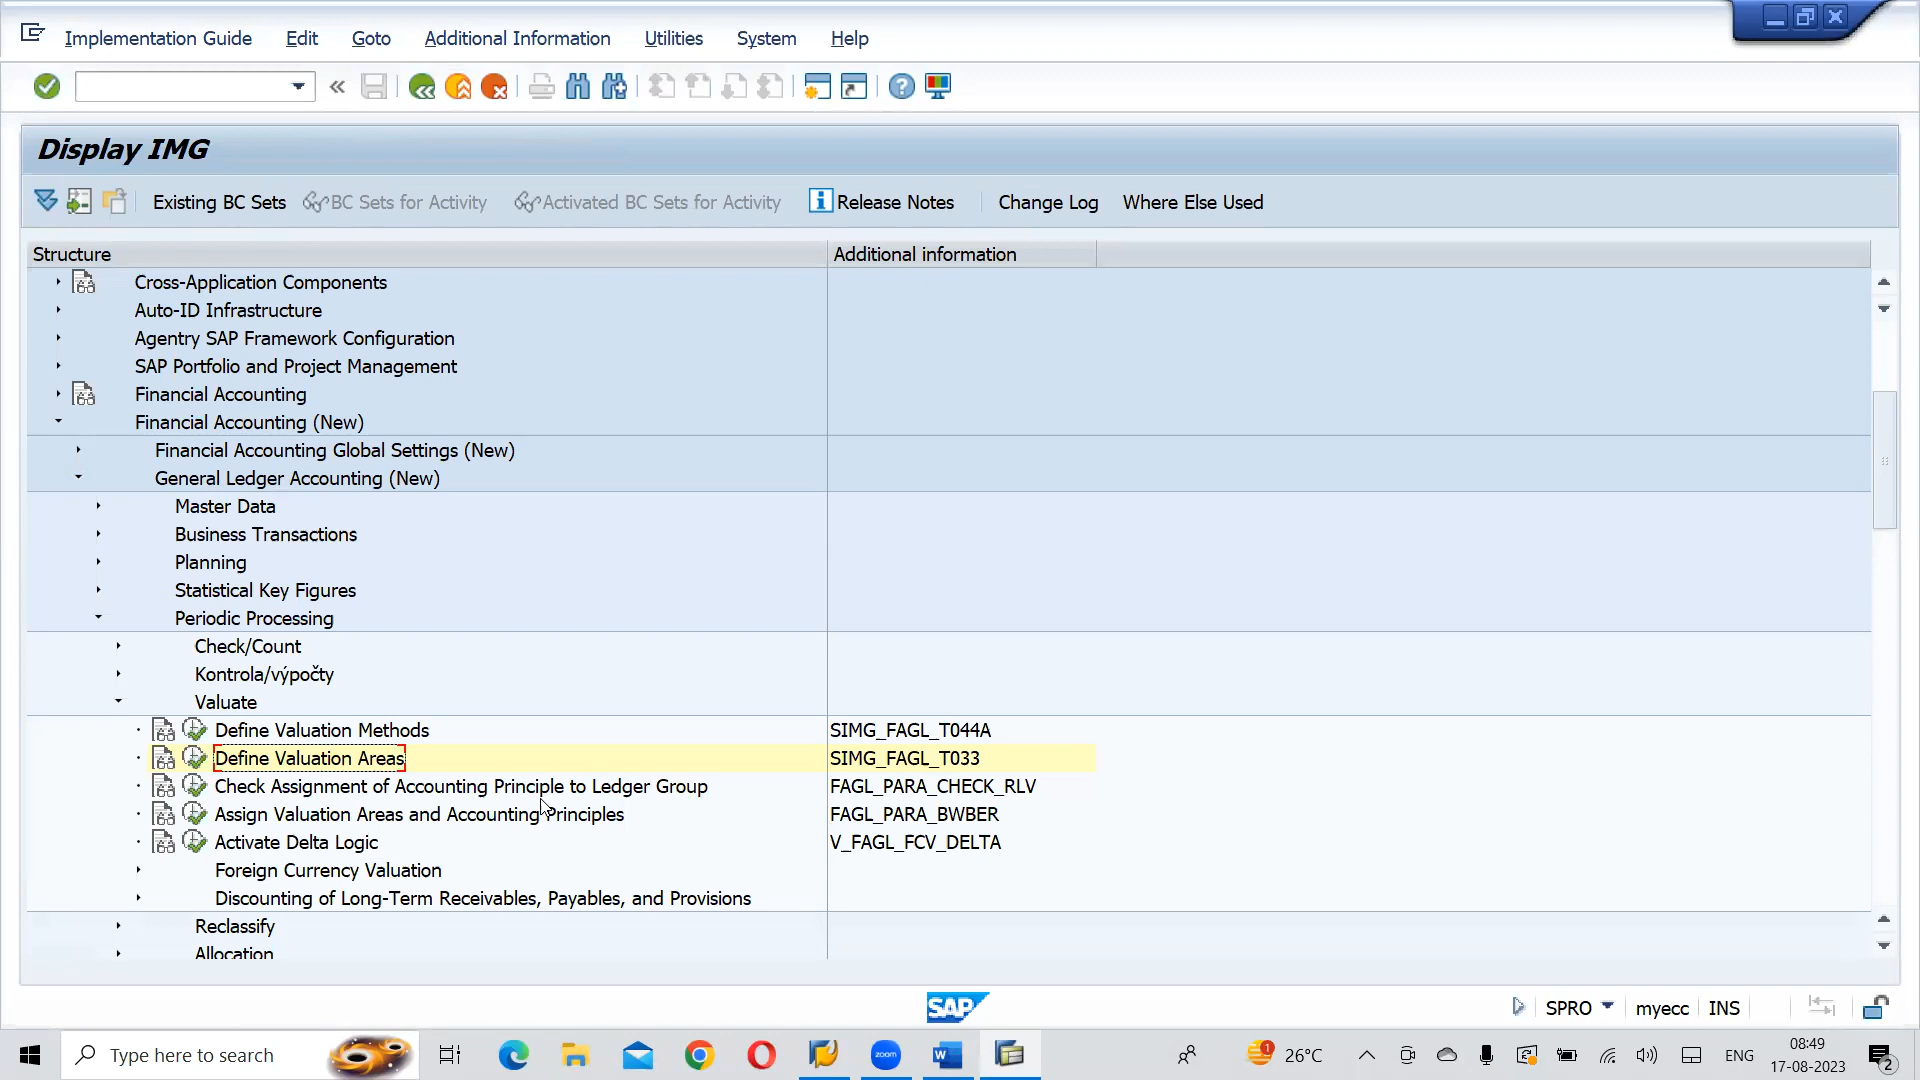 Implementation Guide Edit Goto Additional Information Utilities System Help
Display IMG
Existing BC Sets BC Sets for Activity Activated BC Sets for Activity Release Notes Change Log Where Else Used
Structure Additional information
Cross-Application Components
Auto-ID Infrastructure
Agentry SAP Framework Configuration
SAP Portfolio and Project Management
Financial Accounting
Financial Accounting (New)
Financial Accounting Global Settings (New)
General Ledger Accounting (New)
Master Data
Business Transactions
Planning
Statistical Key Figures
Periodic Processing
Check/Count
Kontrola/výpočty
Valuate
Define Valuation Methods SIMG_FAGL_T044A
Define Valuation Areas SIMG_FAGL_T033
Check Assignment of Accounting Principle to Ledger Group FAGL_PARA_CHECK_RLV
Assign Valuation Areas and Accounting Principles FAGL_PARA_BWBER
Activate Delta Logic V_FAGL_FCV_DELTA
Foreign Currency Valuation
Discounting of Long-Term Receivables, Payables, and Provisions
Reclassify
Allocation
SAP SPRO myecc INS
Type here to search zoom W 1 26°C ENG 08:49
17-08-2023 2